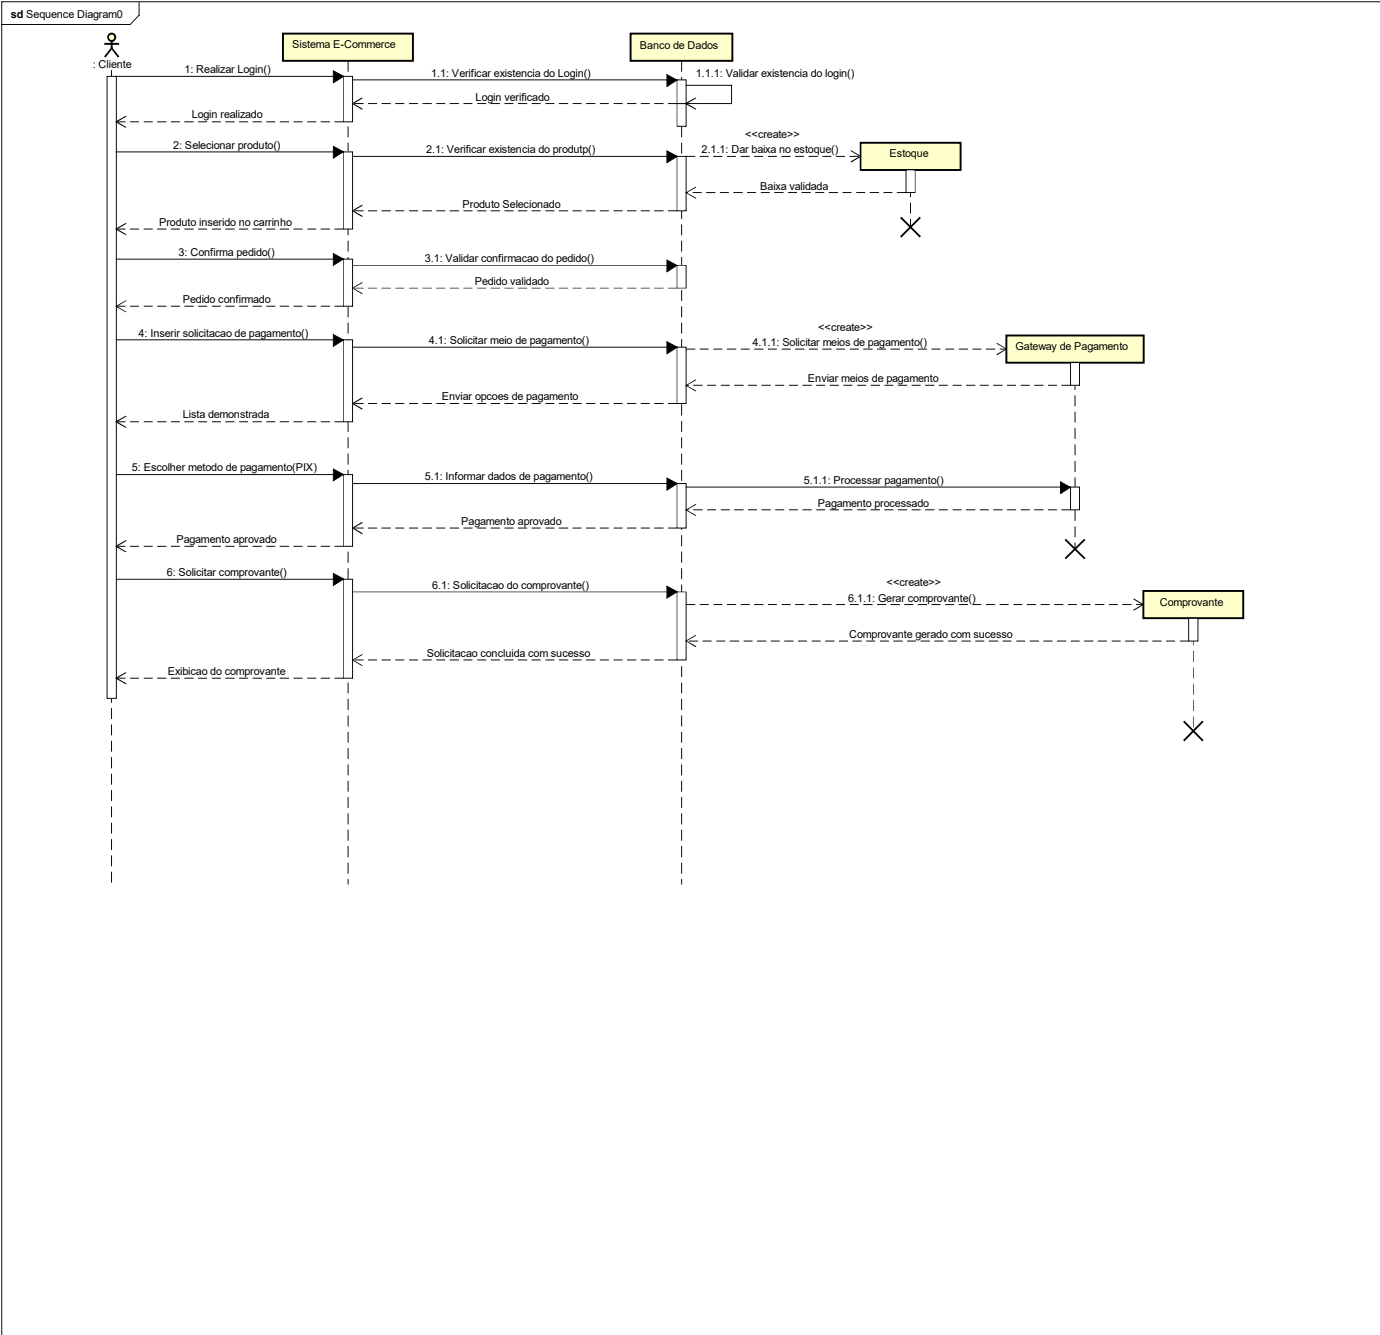 sd Sequence Diagram0
: Cliente
Sistema E-Commerce
Banco de Dados
1: Realizar Login()
1.1: Verificar existencia do Login()
1.1.1: Validar existencia do login()
Login verificado
Login realizado
<<create>>
2: Selecionar produto()
2.1: Verificar existencia do produtp()
2.1.1: Dar baixa no estoque()
Estoque
Baixa validada
Produto Selecionado
Produto inserido no carrinho
3: Confirma pedido()
3.1: Validar confirmacao do pedido()
Pedido validado
Pedido confirmado
<<create>>
4: Inserir solicitacao de pagamento()
4.1: Solicitar meio de pagamento()
4.1.1: Solicitar meios de pagamento()
Gateway de Pagamento
Enviar meios de pagamento
Enviar opcoes de pagamento
Lista demonstrada
5: Escolher metodo de pagamento(PIX)
5.1: Informar dados de pagamento()
5.1.1: Processar pagamento()
Pagamento processado
Pagamento aprovado
Pagamento aprovado
6: Solicitar comprovante()
6.1: Solicitacao do comprovante()
<<create>>
6.1.1: Gerar comprovante()
Comprovante
Comprovante gerado com sucesso
Solicitacao concluida com sucesso
Exibicao do comprovante